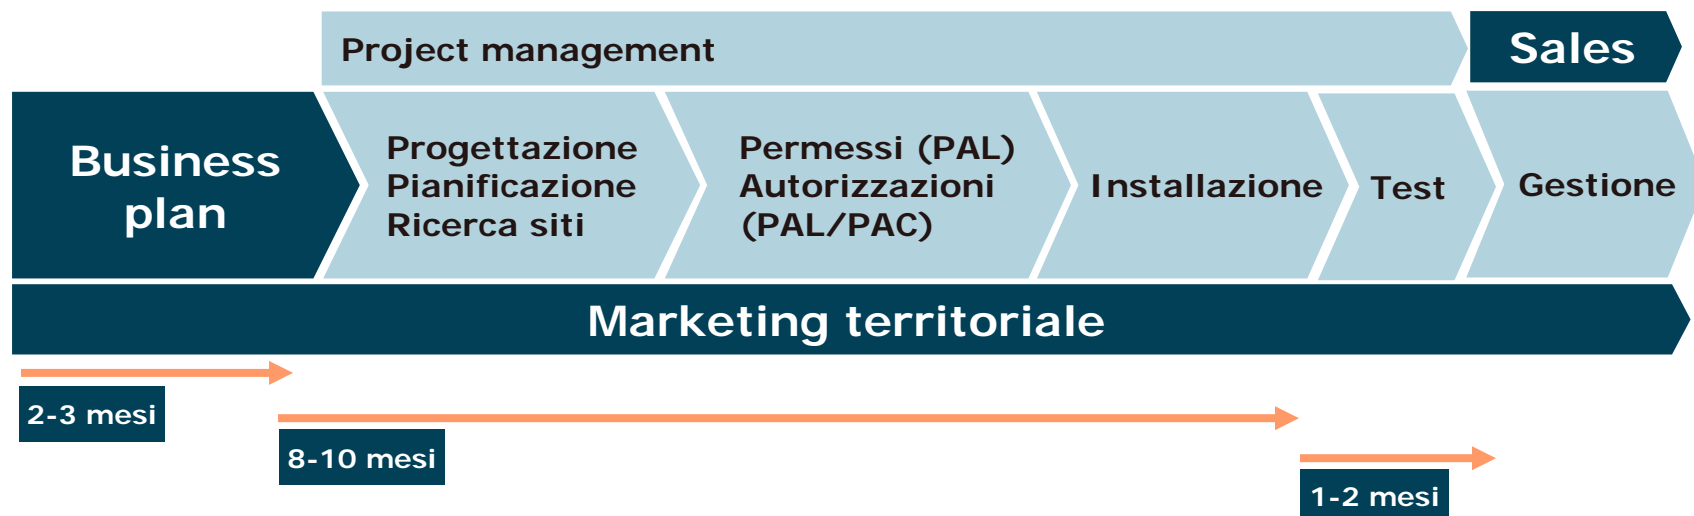 Project management
Sales
Business
plan
Progettazione
Pianificazione
Ricerca siti
Permessi (PAL)
Autorizzazioni
(PAL/PAC)
Installazione
Test
Gestione
Marketing territoriale
2-3 mesi
8-10 mesi
1-2 mesi